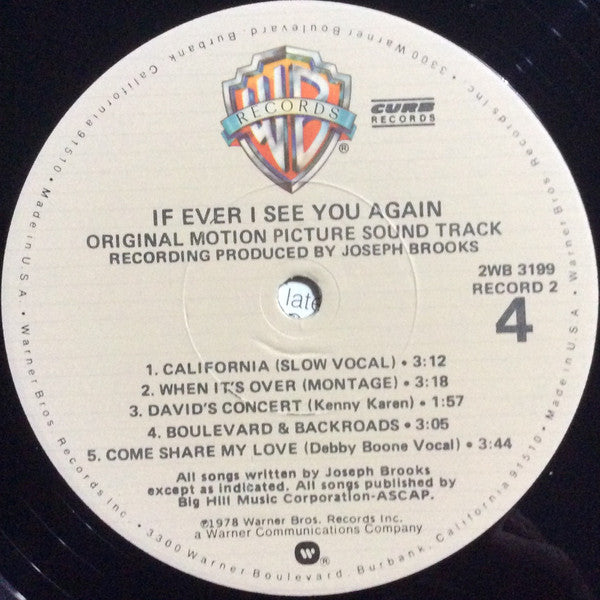 WB
RECORDS
®
CURB
RECORDS
IF EVER I SEE YOU AGAIN
ORIGINAL MOTION PICTURE SOUND TRACK
RECORDING PRODUCED BY JOSEPH BROOKS
2WB 3199
RECORD 2
4
late
1. CALIFORNIA (SLOW VOCAL) • 3:12
2. WHEN IT'S OVER (MONTAGE) • 3:18
3. DAVID'S CONCERT (Kenny Karen) • 1:57
4. BOULEVARD & BACKROADS • 3:05
5. COME SHARE MY LOVE (Debby Boone Vocal) • 3:44
All songs written by Joseph Brooks
except as indicated. All songs published by
Big Hill Music Corporation-ASCAP.
℗1978 Warner Bros. Records Inc.
a Warner Communications Company
W®
Warner Bros Records Inc. • 3300 Warner Boulevard, Burbank, California 91510 • Made in U.S.A. •
Warner Bros Records Inc. • 3300 Warner Boulevard, Burbank, California 91510 • Made in U.S.A. •